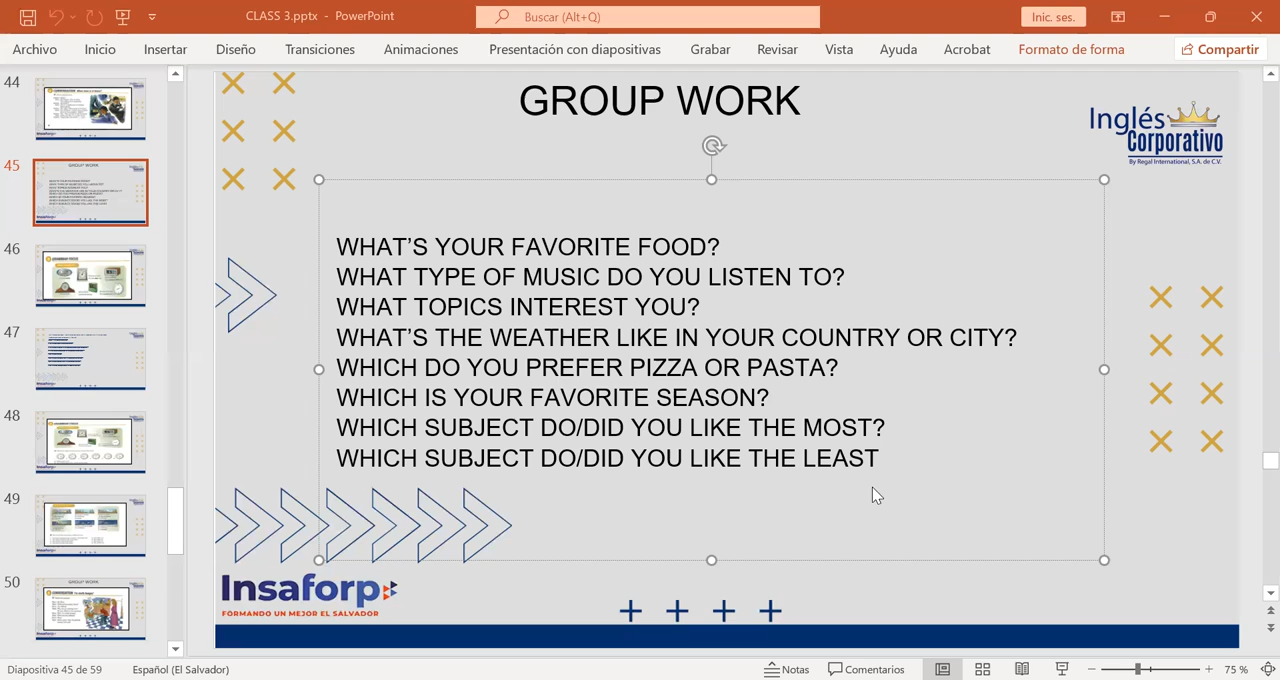 CLASS 3.pptx - PowerPoint
Buscar (Alt+Q)
Inic. ses.
Archivo Inicio Insertar Diseño Transiciones Animaciones Presentación con diapositivas Grabar Revisar Vista Ayuda Acrobat Formato de forma Compartir
44
45
46
47
48
49
50
GROUP WORK
Inglés
Corporativo
By Regal International, S.A. de C.V.
WHAT’S YOUR FAVORITE FOOD?
WHAT TYPE OF MUSIC DO YOU LISTEN TO?
WHAT TOPICS INTEREST YOU?
WHAT’S THE WEATHER LIKE IN YOUR COUNTRY OR CITY?
WHICH DO YOU PREFER PIZZA OR PASTA?
WHICH IS YOUR FAVORITE SEASON?
WHICH SUBJECT DO/DID YOU LIKE THE MOST?
WHICH SUBJECT DO/DID YOU LIKE THE LEAST
Insaforp
FORMANDO UN MEJOR EL SALVADOR
Diapositiva 45 de 59 Español (El Salvador) Notas Comentarios 75 %